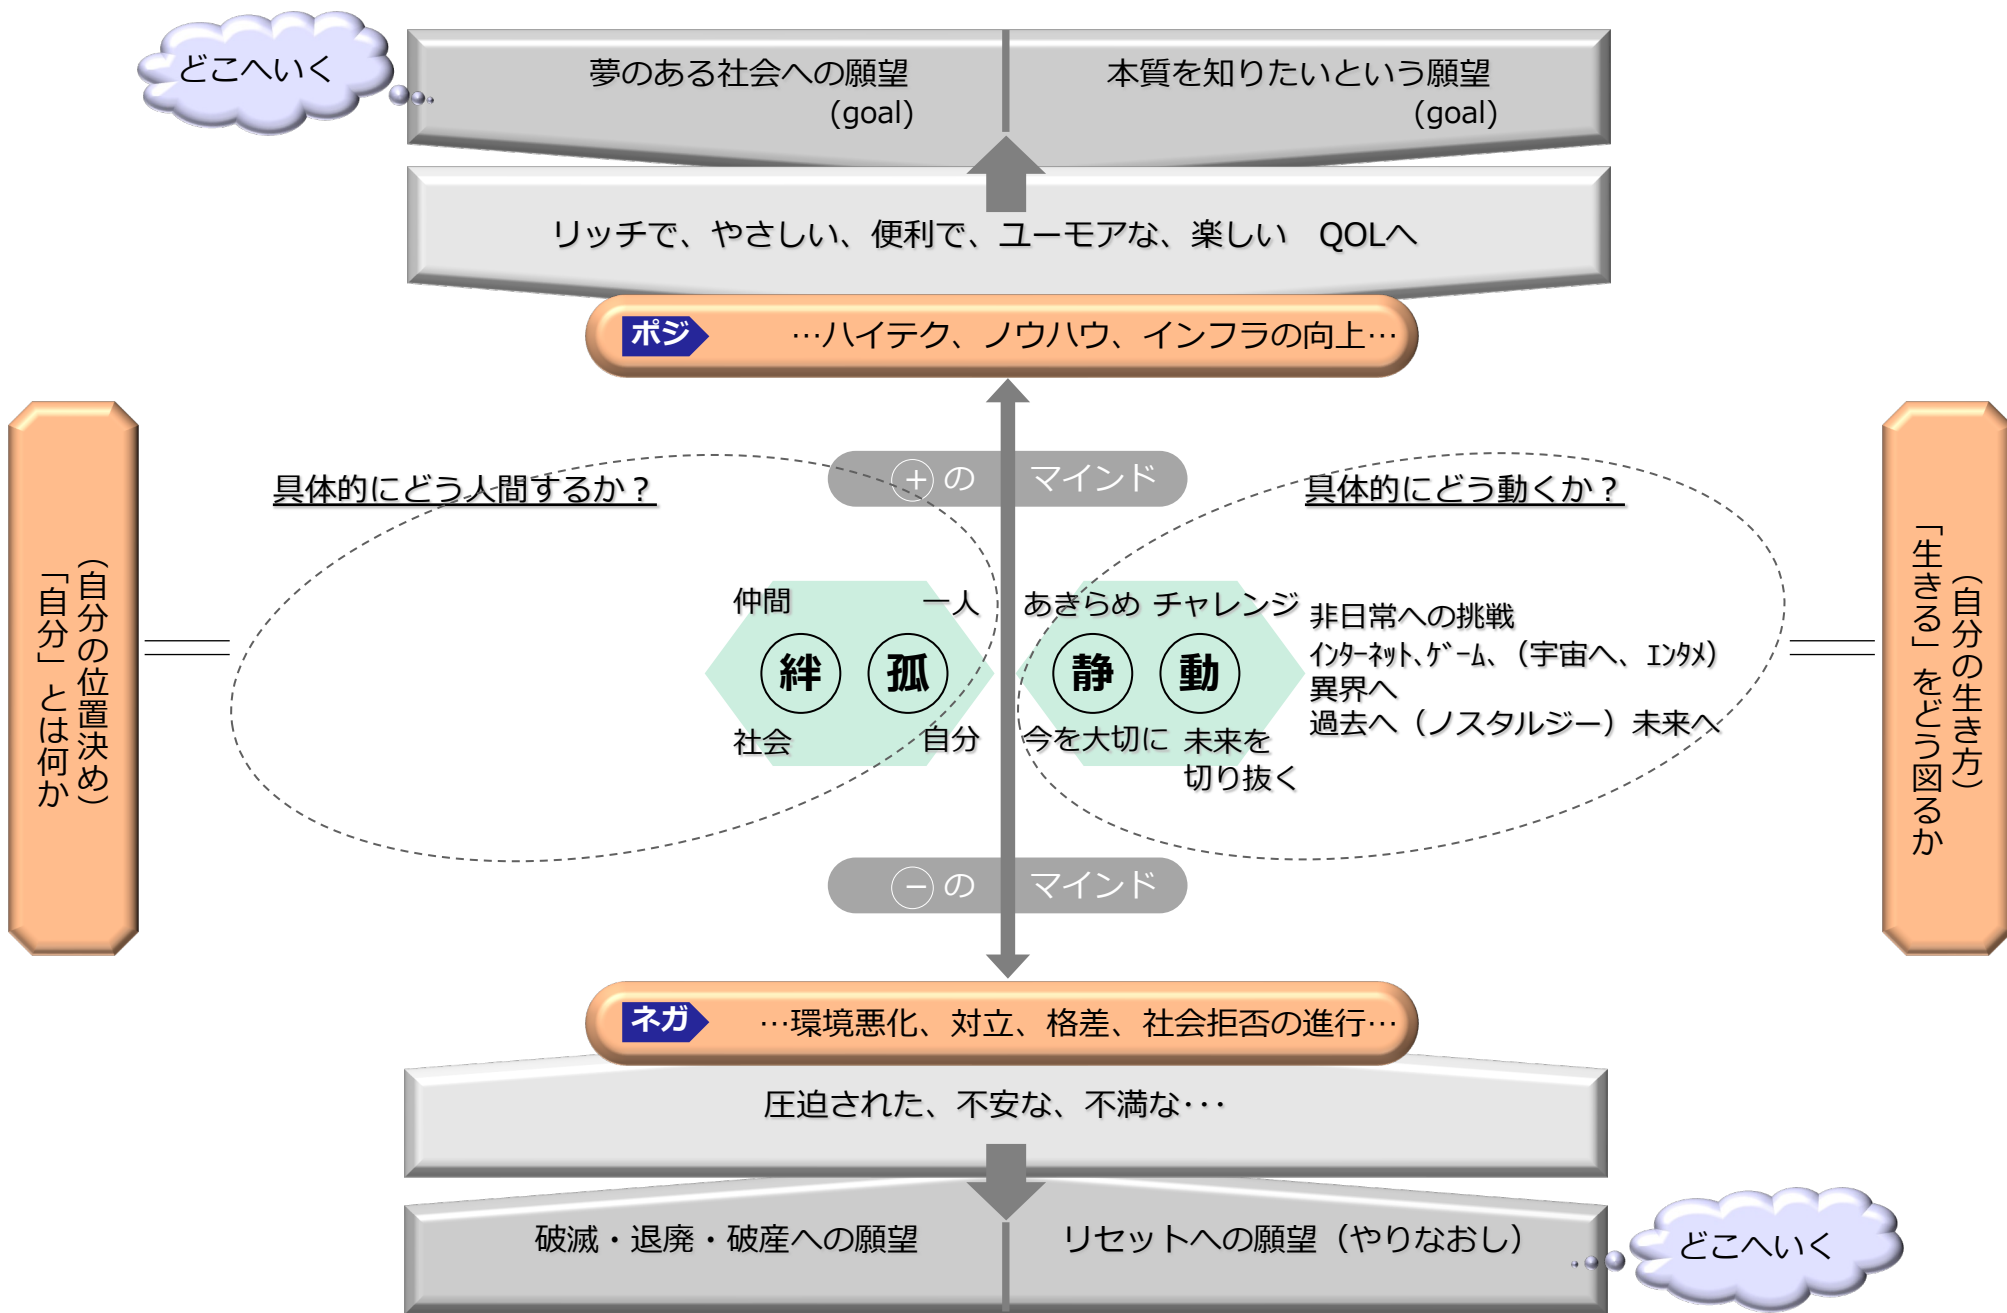 どこへいく
夢のある社会への願望
(goal)
本質を知りたいという願望
(goal)
リッチで、やさしい、便利で、ユーモアな、楽しい　QOLへ
ポジ
…ハイテク、ノウハウ、インフラの向上…
＋の　マインド
具体的にどう人間するか？
具体的にどう動くか？
（自分の位置決め）
「自分」とは何か
仲間
一人
絆
孤
社会
自分
あきらめ
チャレンジ
静
動
今を大切に
未来を
切り抜く
非日常への挑戦
ｲﾝﾀｰﾈｯﾄ､ｹﾞｰﾑ、（宇宙へ、ｴﾝﾀﾒ）
異界へ
過去へ（ノスタルジー）未来へ
（自分の生き方）
「生きる」をどう図るか
－の　マインド
ネガ
…環境悪化、対立、格差、社会拒否の進行…
圧迫された、不安な、不満な･･･
破滅・退廃・破産への願望
リセットへの願望（やりなおし）
どこへいく